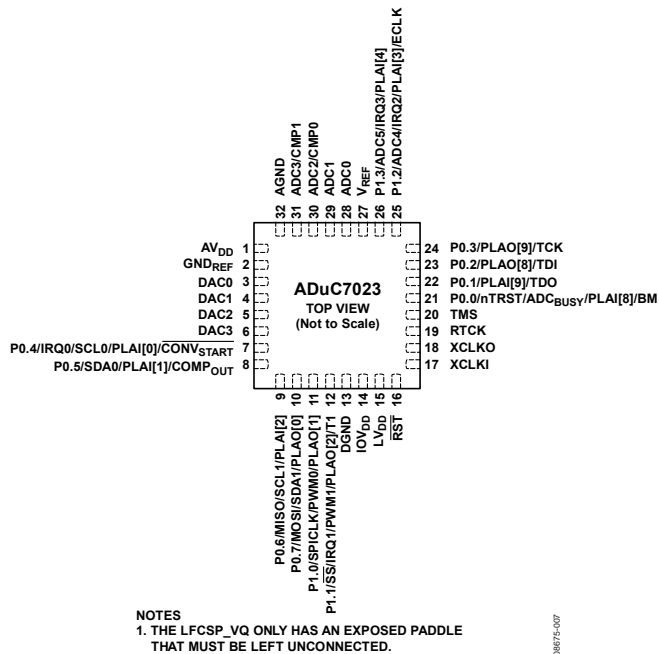 32 AGND
31 ADC3/CMP1
30 ADC2/CMP0
29 ADC1
28 ADC0
27 VREF
26 P1.3/ADC5/IRQ3/PLAI[4]
25 P1.2/ADC4/IRQ2/PLAI[3]/ECLK
AVDD 1
GNDREF 2
DAC0 3
DAC1 4
DAC2 5
DAC3 6
P0.4/IRQ0/SCL0/PLAI[0]/CONVSTART 7
P0.5/SDA0/PLAI[1]/COMPOUT 8
ADuC7023
TOP VIEW
(Not to Scale)
24 P0.3/PLAO[9]/TCK
23 P0.2/PLAO[8]/TDI
22 P0.1/PLAI[9]/TDO
21 P0.0/nTRST/ADCBUSY/PLAI[8]/BM
20 TMS
19 RTCK
18 XCLKO
17 XCLKI
P0.6/MISO/SCL1/PLAI[2] 9
P0.7/MOSI/SDA1/PLAO[0] 10
P1.0/SPICLK/PWM0/PLAO[1] 11
P1.1/SS/IRQ1/PWM1/PLAO[2]/T1 12
DGND 13
IOVDD 14
LVDD 15
RST 16
NOTES
1. THE LFCSP_VQ ONLY HAS AN EXPOSED PADDLE
THAT MUST BE LEFT UNCONNECTED.
08675-007